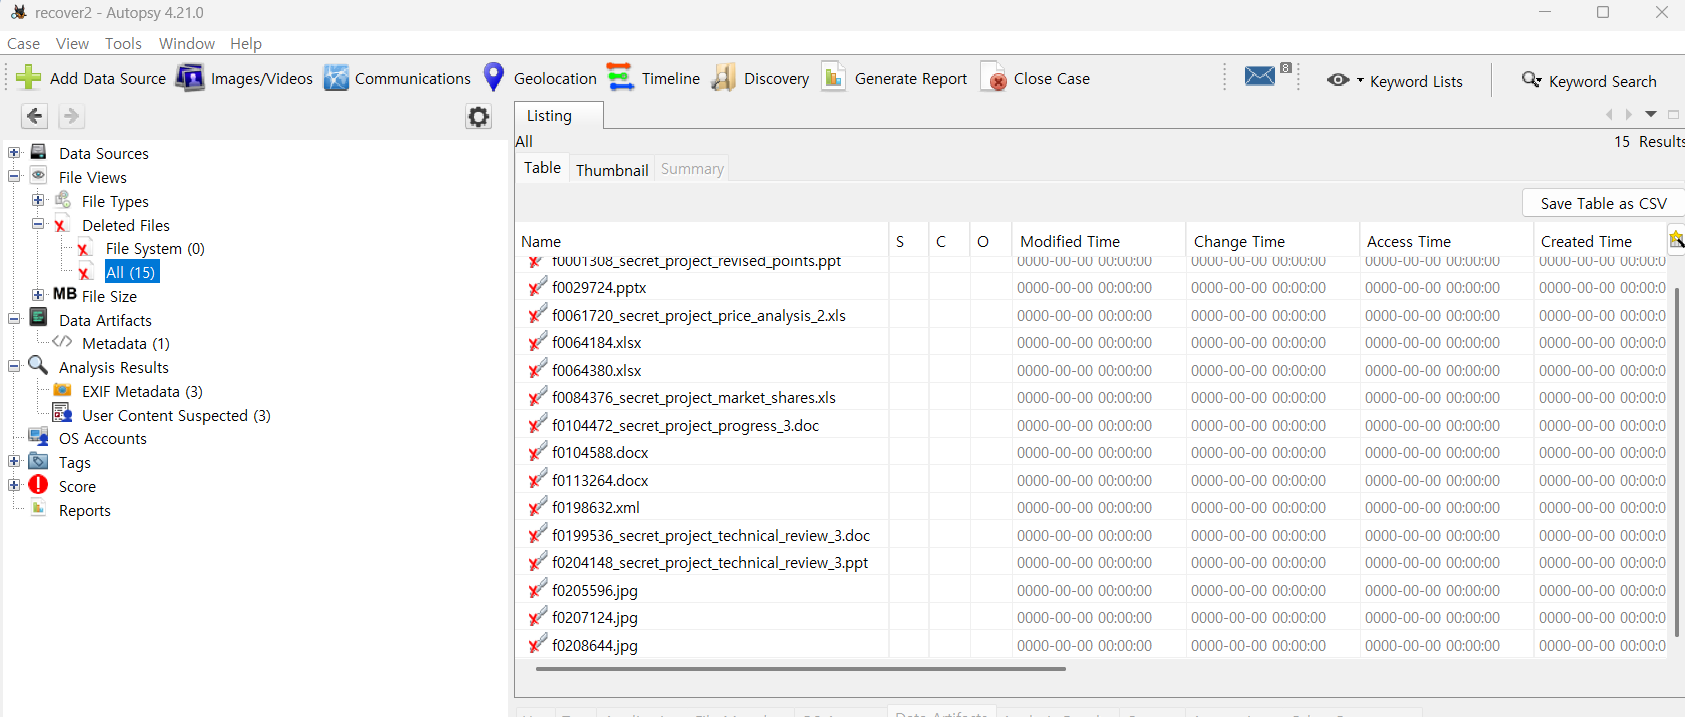 recover2 - Autopsy 4.21.0
Case View Tools Window Help
Add Data Source Images/Videos Communications Geolocation Timeline Discovery Generate Report Close Case 8 Keyword Lists Keyword Search
Listing
All 15 Results
Table Thumbnail Summary
Save Table as CSV
Data Sources
File Views
File Types
Deleted Files
File System (0)
All (15)
MB File Size
Data Artifacts
Metadata (1)
Analysis Results
EXIF Metadata (3)
User Content Suspected (3)
OS Accounts
Tags
Score
Reports
Name S C O Modified Time Change Time Access Time Created Time
f0001308_secret_project_revised_points.ppt 0000-00-00 00:00:00 0000-00-00 00:00:00 0000-00-00 00:00:00 0000-00-00 00:00:0
f0029724.pptx 0000-00-00 00:00:00 0000-00-00 00:00:00 0000-00-00 00:00:00 0000-00-00 00:00:0
f0061720_secret_project_price_analysis_2.xls 0000-00-00 00:00:00 0000-00-00 00:00:00 0000-00-00 00:00:00 0000-00-00 00:00:0
f0064184.xlsx 0000-00-00 00:00:00 0000-00-00 00:00:00 0000-00-00 00:00:00 0000-00-00 00:00:0
f0064380.xlsx 0000-00-00 00:00:00 0000-00-00 00:00:00 0000-00-00 00:00:00 0000-00-00 00:00:0
f0084376_secret_project_market_shares.xls 0000-00-00 00:00:00 0000-00-00 00:00:00 0000-00-00 00:00:00 0000-00-00 00:00:0
f0104472_secret_project_progress_3.doc 0000-00-00 00:00:00 0000-00-00 00:00:00 0000-00-00 00:00:00 0000-00-00 00:00:0
f0104588.docx 0000-00-00 00:00:00 0000-00-00 00:00:00 0000-00-00 00:00:00 0000-00-00 00:00:0
f0113264.docx 0000-00-00 00:00:00 0000-00-00 00:00:00 0000-00-00 00:00:00 0000-00-00 00:00:0
f0198632.xml 0000-00-00 00:00:00 0000-00-00 00:00:00 0000-00-00 00:00:00 0000-00-00 00:00:0
f0199536_secret_project_technical_review_3.doc 0000-00-00 00:00:00 0000-00-00 00:00:00 0000-00-00 00:00:00 0000-00-00 00:00:0
f0204148_secret_project_technical_review_3.ppt 0000-00-00 00:00:00 0000-00-00 00:00:00 0000-00-00 00:00:00 0000-00-00 00:00:0
f0205596.jpg 0000-00-00 00:00:00 0000-00-00 00:00:00 0000-00-00 00:00:00 0000-00-00 00:00:0
f0207124.jpg 0000-00-00 00:00:00 0000-00-00 00:00:00 0000-00-00 00:00:00 0000-00-00 00:00:0
f0208644.jpg 0000-00-00 00:00:00 0000-00-00 00:00:00 0000-00-00 00:00:00 0000-00-00 00:00:0